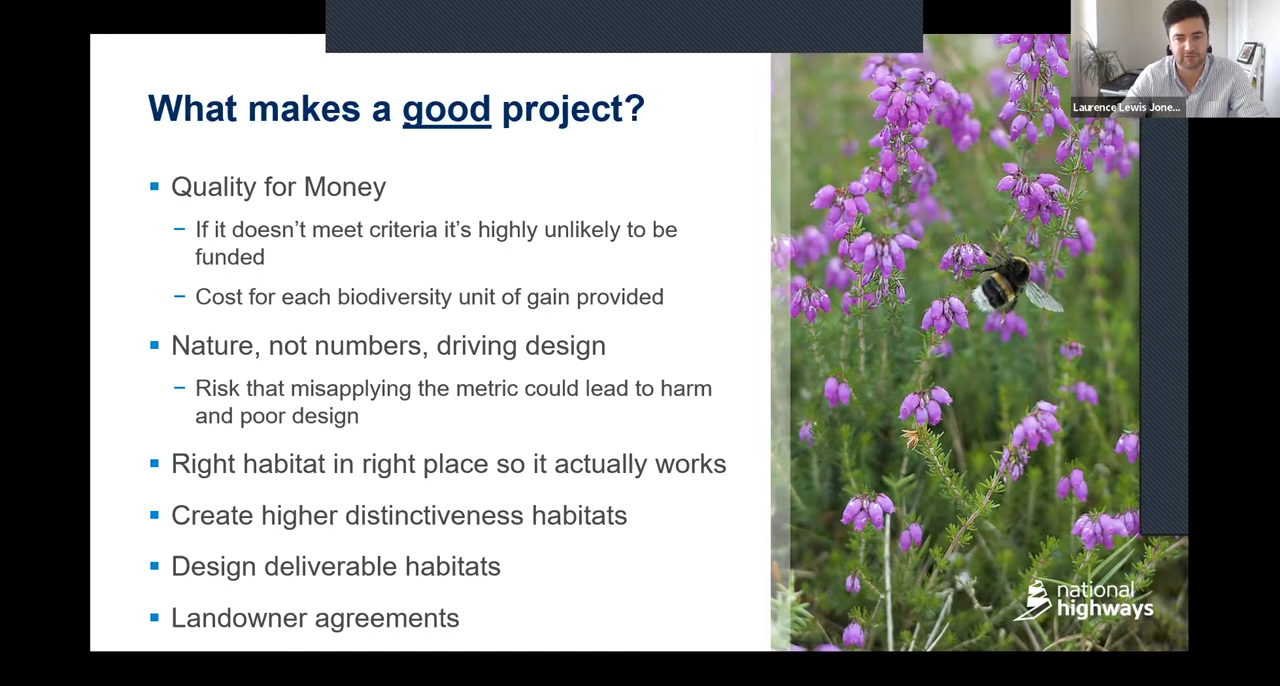 What makes a good project?
▪ Quality for Money
– If it doesn’t meet criteria it’s highly unlikely to be
funded
– Cost for each biodiversity unit of gain provided
▪ Nature, not numbers, driving design
– Risk that misapplying the metric could lead to harm
and poor design
▪ Right habitat in right place so it actually works
▪ Create higher distinctiveness habitats
▪ Design deliverable habitats
▪ Landowner agreements
Laurence Lewis Jone...
national
highways